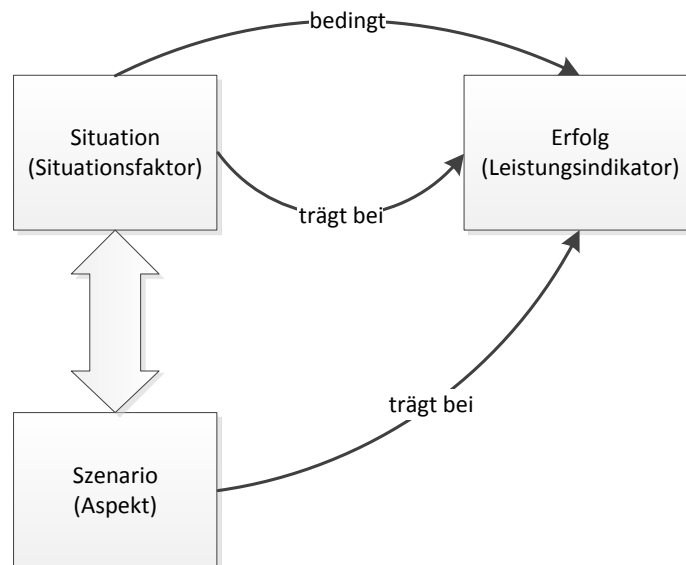 bedingt
Situation
(Situationsfaktor)
Erfolg
(Leistungsindikator)
trägt bei
trägt bei
Szenario
(Aspekt)